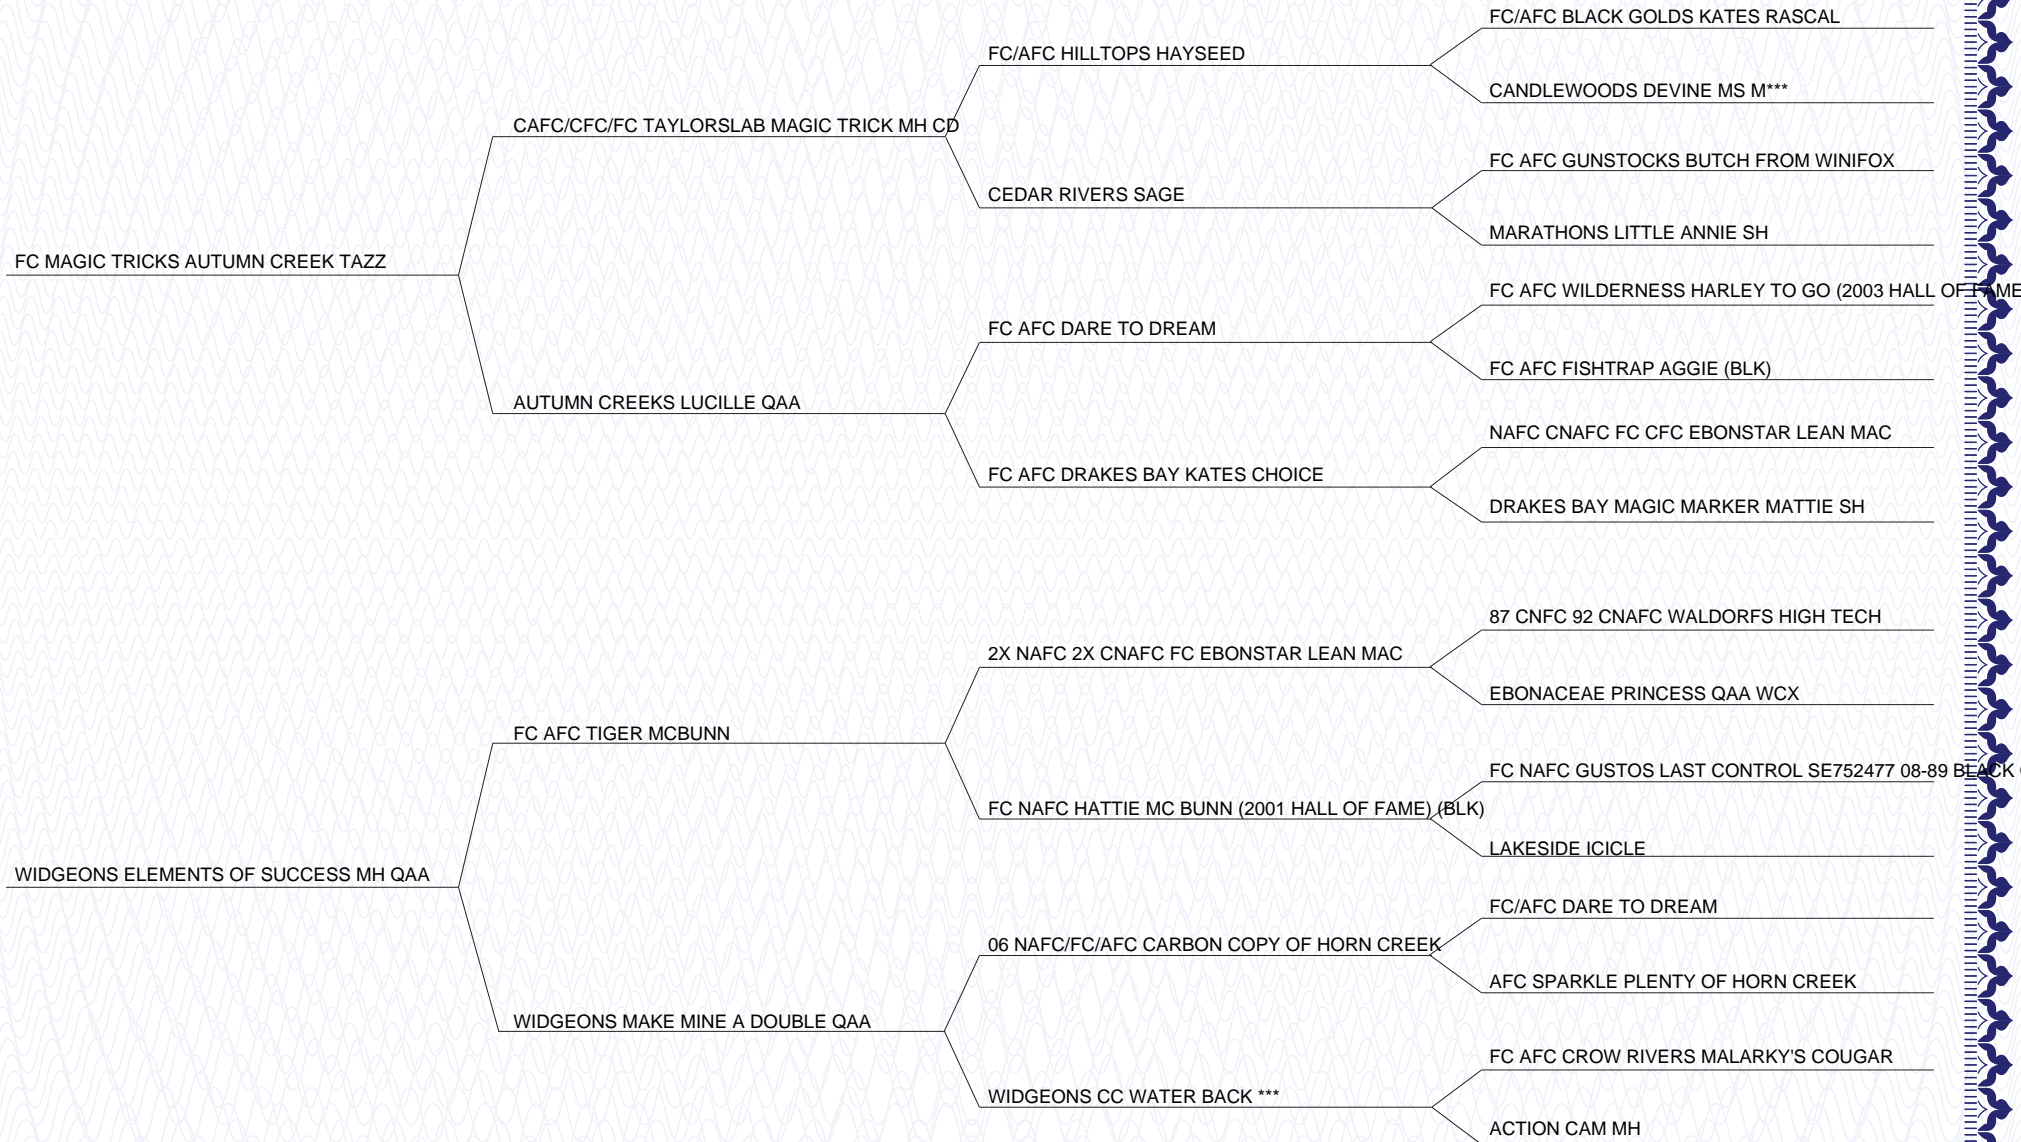 FC/AFC BLACK GOLDS KATES RASCAL
FC/AFC HILLTOPS HAYSEED
CANDLEWOODS DEVINE MS M***
CAFC/CFC/FC TAYLORSLAB MAGIC TRICK MH CD
FC AFC GUNSTOCKS BUTCH FROM WINIFOX
CEDAR RIVERS SAGE
MARATHONS LITTLE ANNIE SH
FC MAGIC TRICKS AUTUMN CREEK TAZZ
FC AFC WILDERNESS HARLEY TO GO (2003 HALL OF FAME
FC AFC DARE TO DREAM
FC AFC FISHTRAP AGGIE (BLK)
AUTUMN CREEKS LUCILLE QAA
NAFC CNAFC FC CFC EBONSTAR LEAN MAC
FC AFC DRAKES BAY KATES CHOICE
DRAKES BAY MAGIC MARKER MATTIE SH
87 CNFC 92 CNAFC WALDORFS HIGH TECH
2X NAFC 2X CNAFC FC EBONSTAR LEAN MAC
EBONACEAE PRINCESS QAA WCX
FC AFC TIGER MCBUNN
FC NAFC GUSTOS LAST CONTROL SE752477 08-89 BLACK
FC NAFC HATTIE MC BUNN (2001 HALL OF FAME) (BLK)
LAKESIDE ICICLE
WIDGEONS ELEMENTS OF SUCCESS MH QAA
FC/AFC DARE TO DREAM
06 NAFC/FC/AFC CARBON COPY OF HORN CREEK
AFC SPARKLE PLENTY OF HORN CREEK
WIDGEONS MAKE MINE A DOUBLE QAA
FC AFC CROW RIVERS MALARKY'S COUGAR
WIDGEONS CC WATER BACK ***
ACTION CAM MH